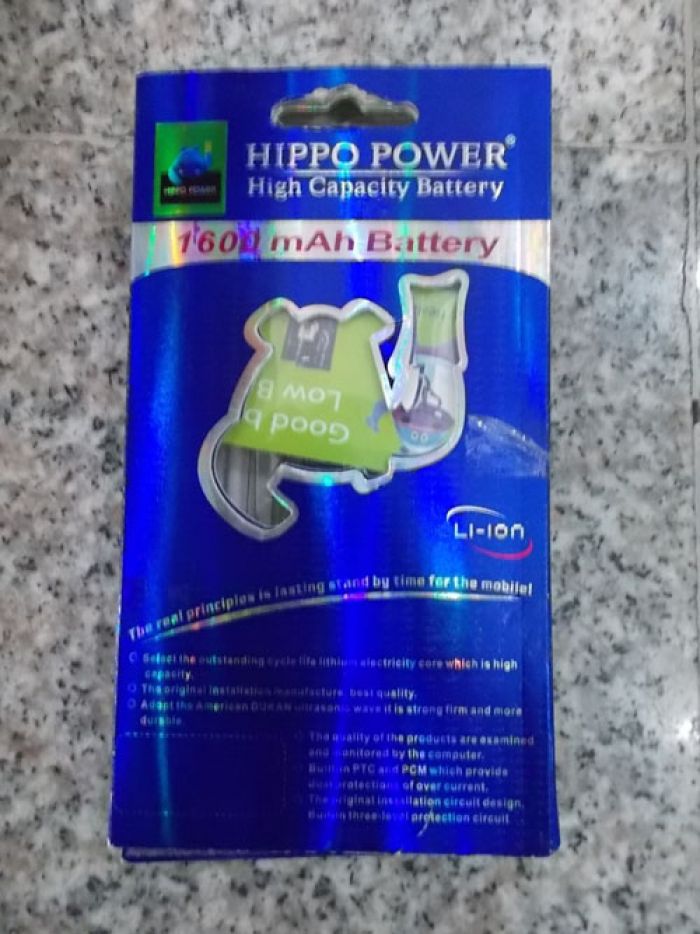 HIPPO POWER
HIPPO POWER®
High Capacity Battery
1600 mAh Battery
Low B
Good b
Li-ion
The real principles is lasting stand by time for the mobile!
Select the outstanding cycle life lithium electricity core which is high
capacity.
The original installation manufacture, best quality.
Adopt the American DUKAN ultrasonic wave it is strong firm and more
durable.
The quality of the products are examined
and monitored by the computer.
Built-in PTC and PCM which provide
dual protections of over current.
The original installation circuit design.
Built-in three-level protection circuit